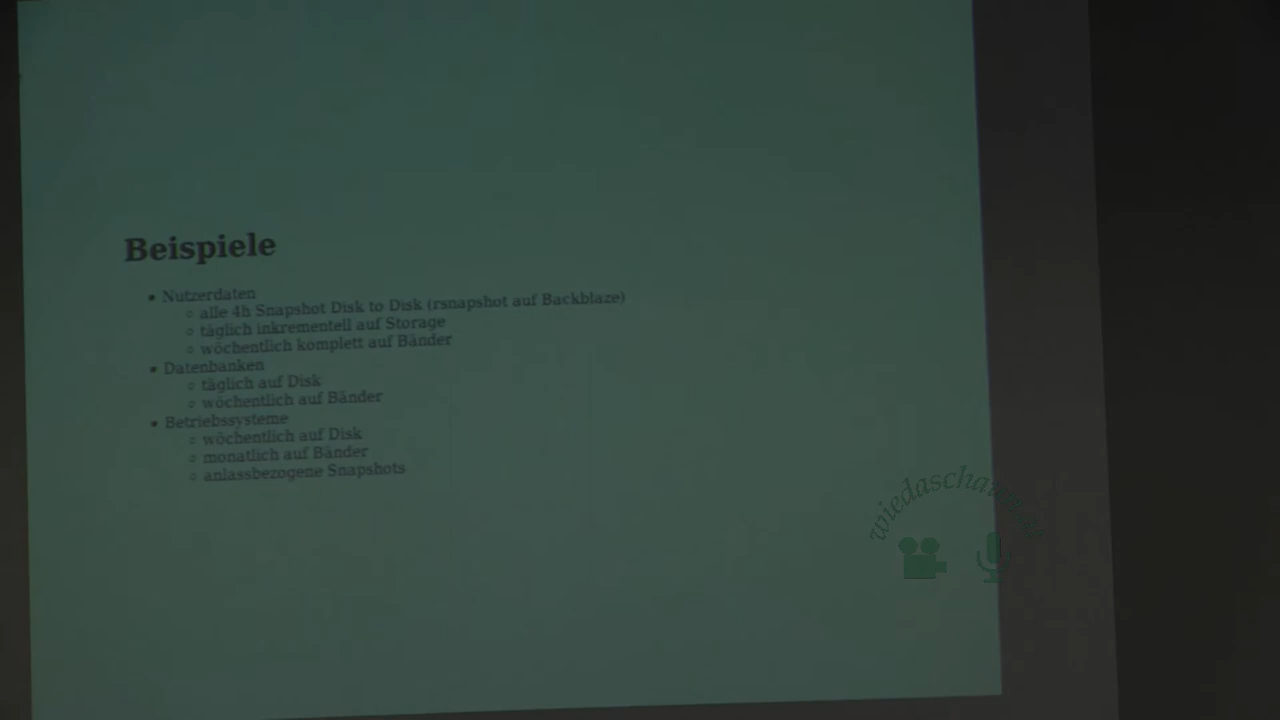 Beispiele
• Nutzerdaten
◦ alle 4h Snapshot Disk to Disk (rsnapshot auf Backblaze)
◦ täglich inkrementell auf Storage
◦ wöchentlich komplett auf Bänder
• Datenbanken
◦ täglich auf Disk
◦ wöchentlich auf Bänder
• Betriebssysteme
◦ wöchentlich auf Disk
◦ monatlich auf Bänder
◦ anlassbezogene Snapshots